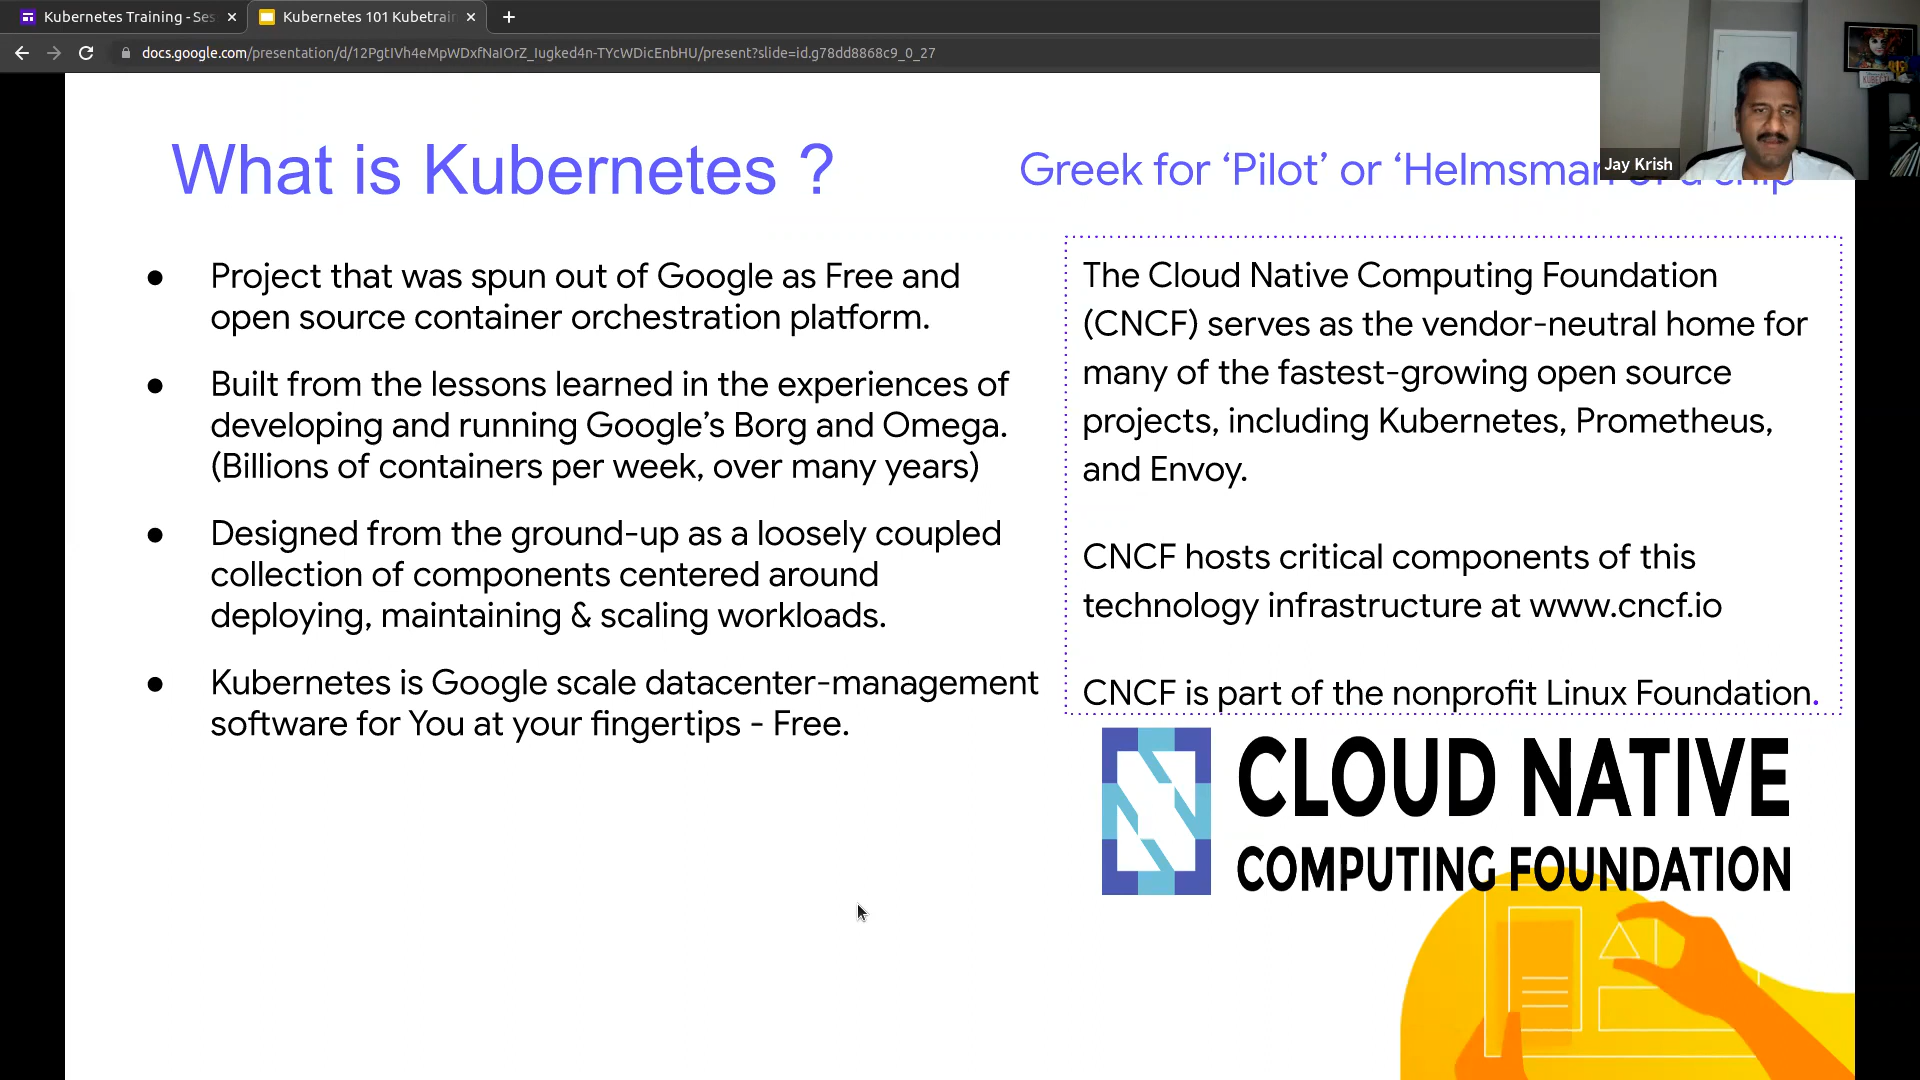 Kubernetes Training - Ses
Kubernetes 101 Kubetrain
docs.google.com/presentation/d/12PgtIVh4eMpWDxfNaIOrZ_Iugked4n-TYcWDicEnbHU/present?slide=id.g78dd8868c9_0_27
Jay Krish
What is Kubernetes ?
Greek for ‘Pilot’ or ‘Helmsman
● Project that was spun out of Google as Free and
open source container orchestration platform.
● Built from the lessons learned in the experiences of
developing and running Google’s Borg and Omega.
(Billions of containers per week, over many years)
● Designed from the ground-up as a loosely coupled
collection of components centered around
deploying, maintaining & scaling workloads.
● Kubernetes is Google scale datacenter-management
software for You at your fingertips - Free.
The Cloud Native Computing Foundation
(CNCF) serves as the vendor-neutral home for
many of the fastest-growing open source
projects, including Kubernetes, Prometheus,
and Envoy.
CNCF hosts critical components of this
technology infrastructure at www.cncf.io
CNCF is part of the nonprofit Linux Foundation.
CLOUD NATIVE
COMPUTING FOUNDATION